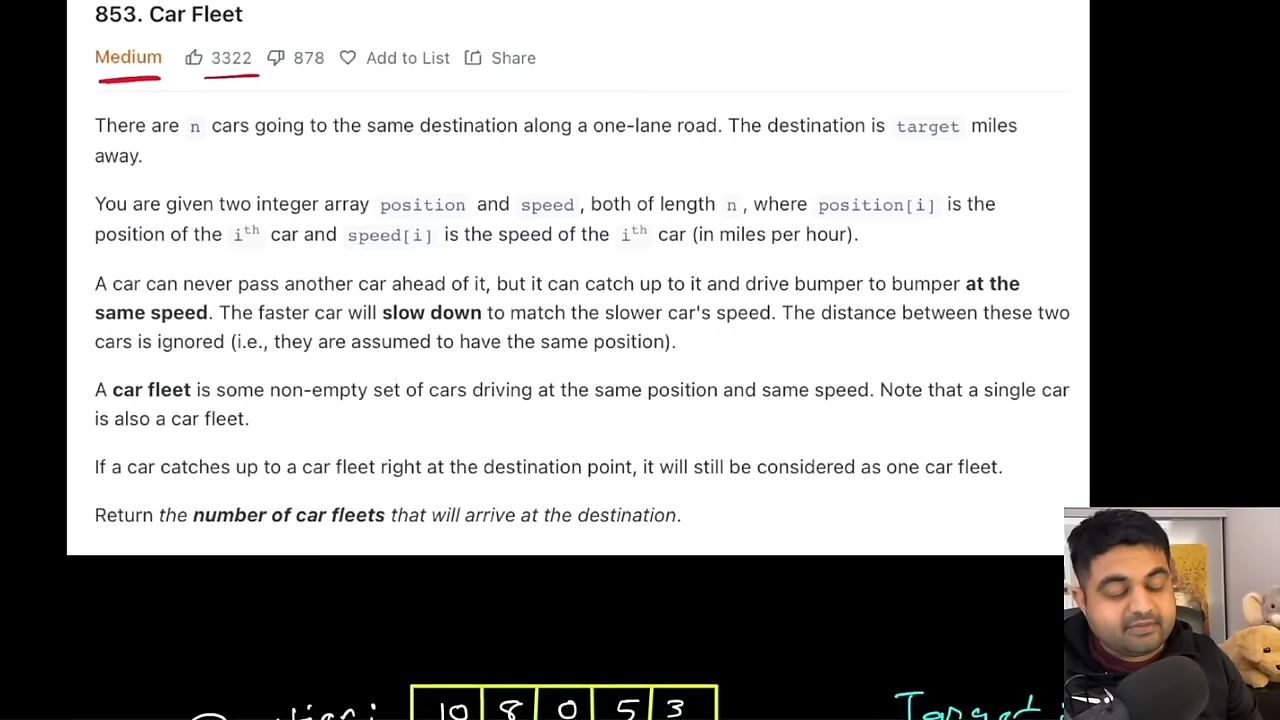 853. Car Fleet
Medium 3322 878 Add to List Share
There are n cars going to the same destination along a one-lane road. The destination is target miles
away.
You are given two integer array position and speed, both of length n, where position[i] is the
position of the ith car and speed[i] is the speed of the ith car (in miles per hour).
A car can never pass another car ahead of it, but it can catch up to it and drive bumper to bumper at the
same speed. The faster car will slow down to match the slower car's speed. The distance between these two
cars is ignored (i.e., they are assumed to have the same position).
A car fleet is some non-empty set of cars driving at the same position and same speed. Note that a single car
is also a car fleet.
If a car catches up to a car fleet right at the destination point, it will still be considered as one car fleet.
Return the number of car fleets that will arrive at the destination.
10 8 0 5 3